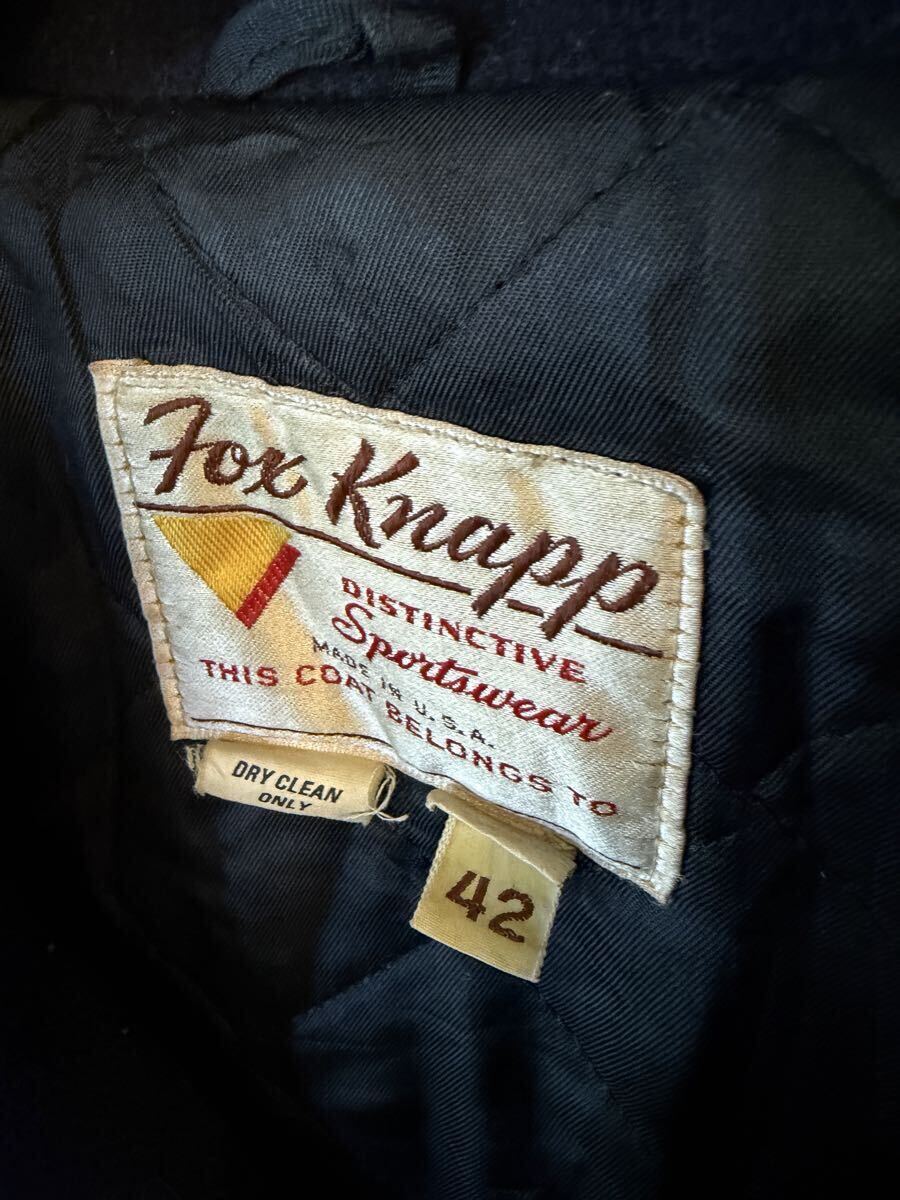 Fox Knapp
DISTINCTIVE
Sportswear
MADE IN U.S.A.
THIS COAT BELONGS TO
DRY CLEAN
ONLY
42